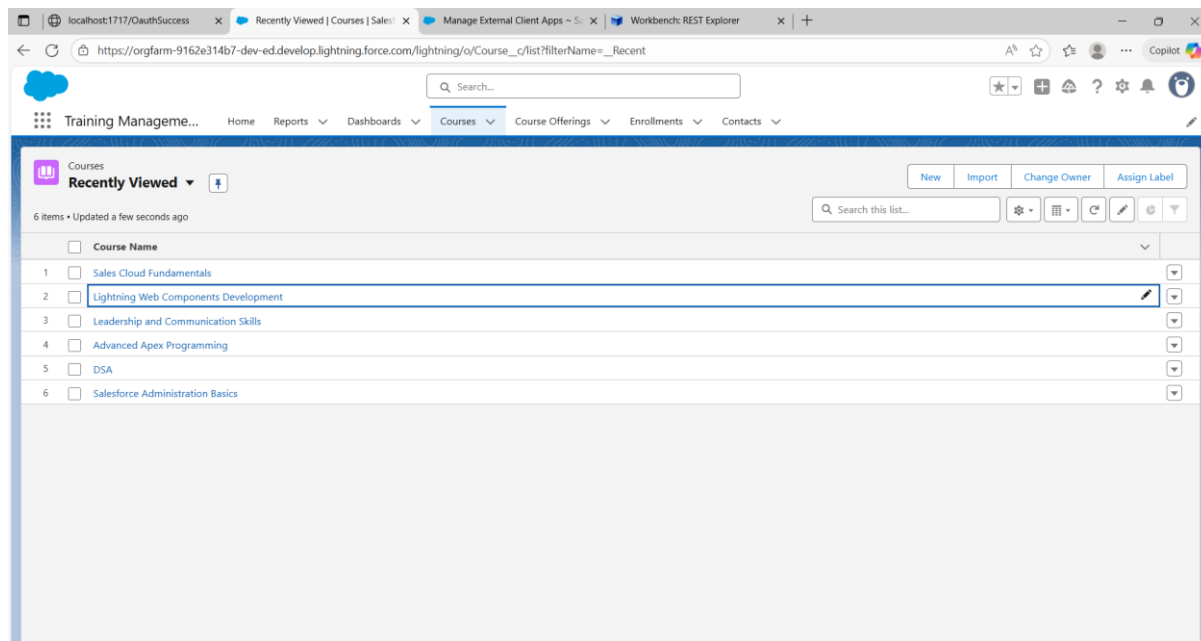 localhost:1717/OauthSuccess
Recently Viewed | Courses | Salesf
Manage External Client Apps ~ Sa
Workbench: REST Explorer
https://orgfarm-9162e314b7-dev-ed.develop.lightning.force.com/lightning/o/Course__c/list?filterName=__Recent
Copilot
Search...
Training Manageme... Home Reports Dashboards Courses Course Offerings Enrollments Contacts
Courses
Recently Viewed
New Import Change Owner Assign Label
6 items • Updated a few seconds ago
Search this list...
Course Name
1 Sales Cloud Fundamentals
2 Lightning Web Components Development
3 Leadership and Communication Skills
4 Advanced Apex Programming
5 DSA
6 Salesforce Administration Basics